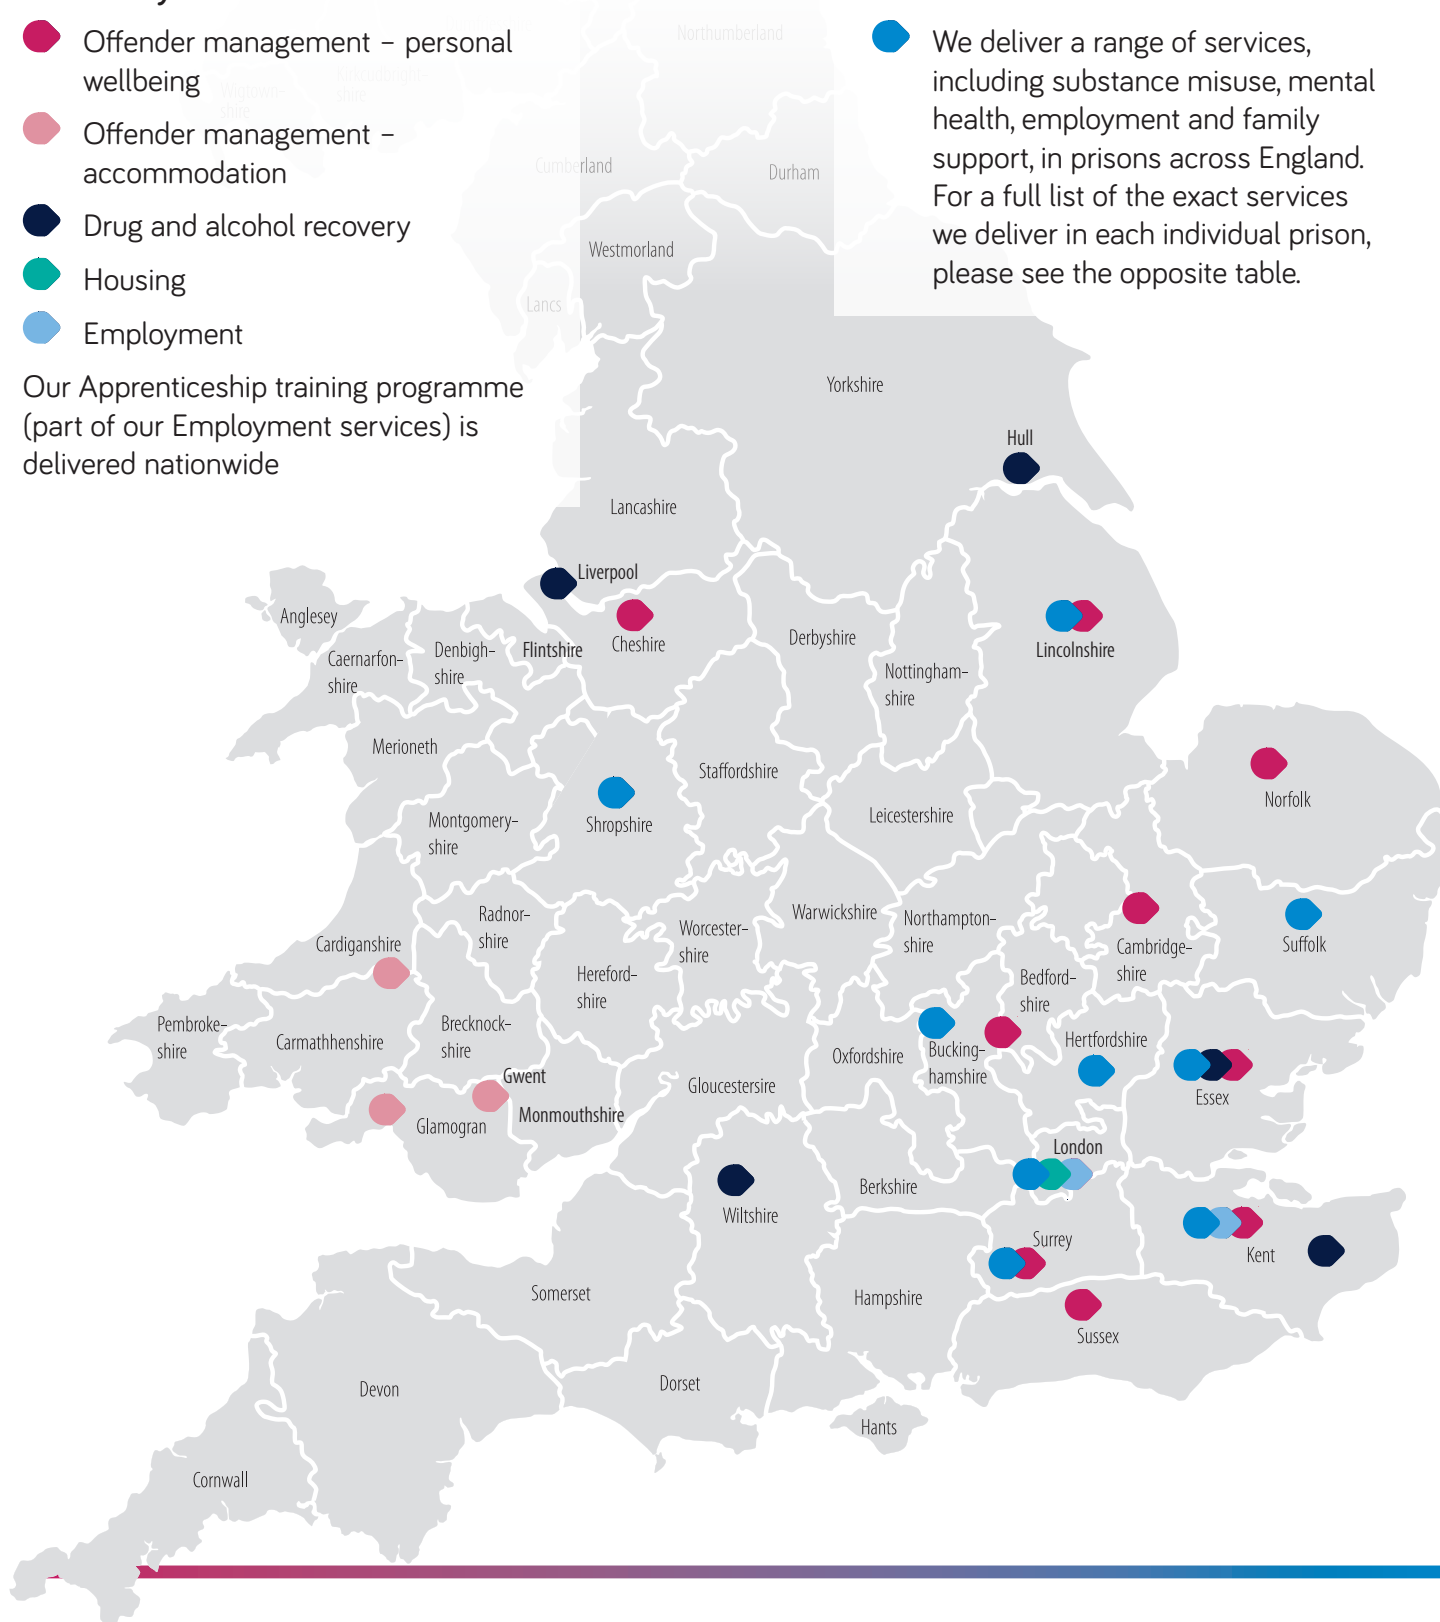 Offender management – personal
wellbeing
Offender management –
accommodation
Drug and alcohol recovery
Housing
Employment
Our Apprenticeship training programme
(part of our Employment services) is
delivered nationwide
We deliver a range of services,
including substance misuse, mental
health, employment and family
support, in prisons across England.
For a full list of the exact services
we deliver in each individual prison,
please see the opposite table.
Northumberland
Wigtown-
shire
Cumberland
Durham
Westmorland
Lancs
Yorkshire
Hull
Lancashire
Liverpool
Anglesey
Caernarfon-
shire
Denbigh-
shire
Flintshire
Cheshire
Derbyshire
Nottingham-
shire
Lincolnshire
Merioneth
Staffordshire
Norfolk
Montgomery-
shire
Shropshire
Leicestershire
Radnor-
shire
Cardiganshire
Hereford-
shire
Worcester-
shire
Warwickshire
Northampton-
shire
Cambridge-
shire
Suffolk
Bedford-
shire
Pembroke-
shire
Carmathhenshire
Brecknock-
shire
Oxfordshire
Bucking-
hamshire
Hertfordshire
Gwent
Monmouthshire
Gloucestersire
Essex
Glamogran
London
Berkshire
Wiltshire
Surrey
Kent
Somerset
Hampshire
Sussex
Devon
Dorset
Hants
Cornwall